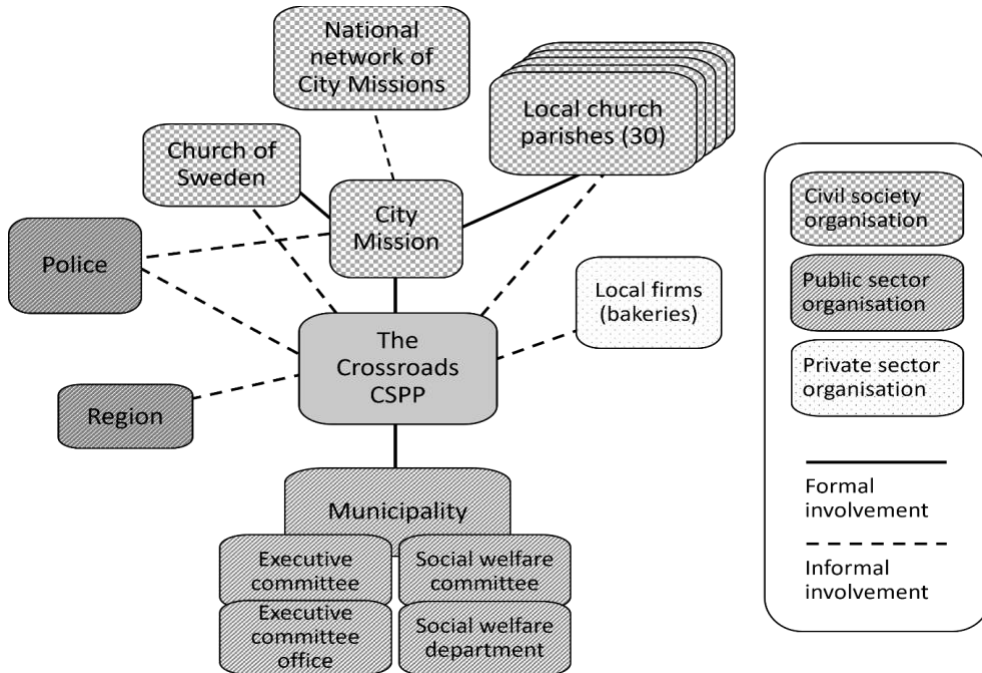 National
network of
City Missions
Local church
parishes (30)
Church of
Sweden
City
Mission
Police
Local firms
(bakeries)
The
Crossroads
CSPP
Region
Municipality
Executive
committee
Social welfare
committee
Executive
committee
office
Social welfare
department
Civil society
organisation
Public sector
organisation
Private sector
organisation
Formal
involvement
Informal
involvement